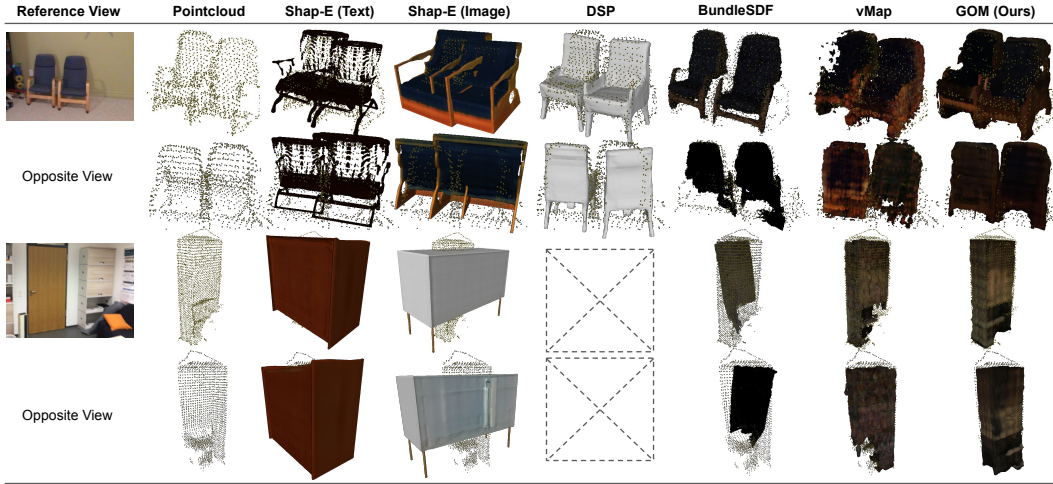 Reference View Pointcloud Shap-E (Text) Shap-E (Image) DSP BundleSDF vMap GOM (Ours)
Opposite View
Opposite View